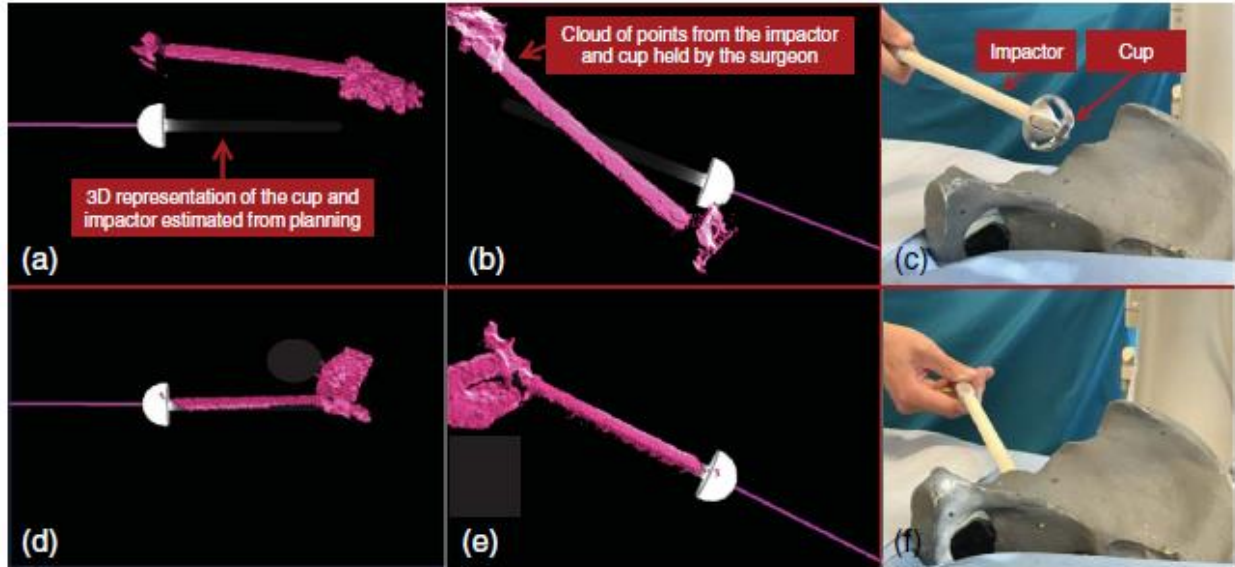 Cloud of points from the impactor
and cup held by the surgeon
Impactor
Cup
3D representation of the cup and
impactor estimated from planning
(a)
(b)
(c)
(d)
(e)
(f)